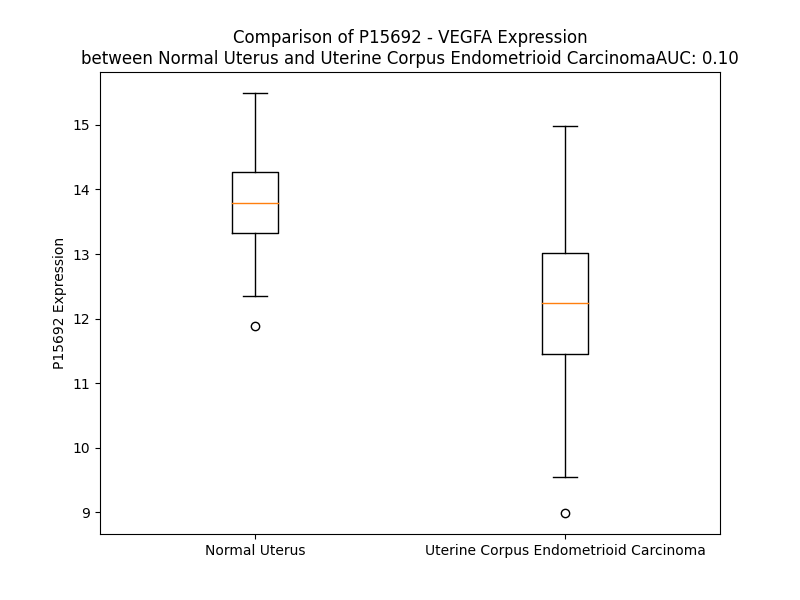 Comparison of P15692 - VEGFA Expression
between Normal Uterus and Uterine Corpus Endometrioid CarcinomaAUC: 0.10
P15692 Expression
15
14
13
12
11
10
9
Normal Uterus
Uterine Corpus Endometrioid Carcinoma